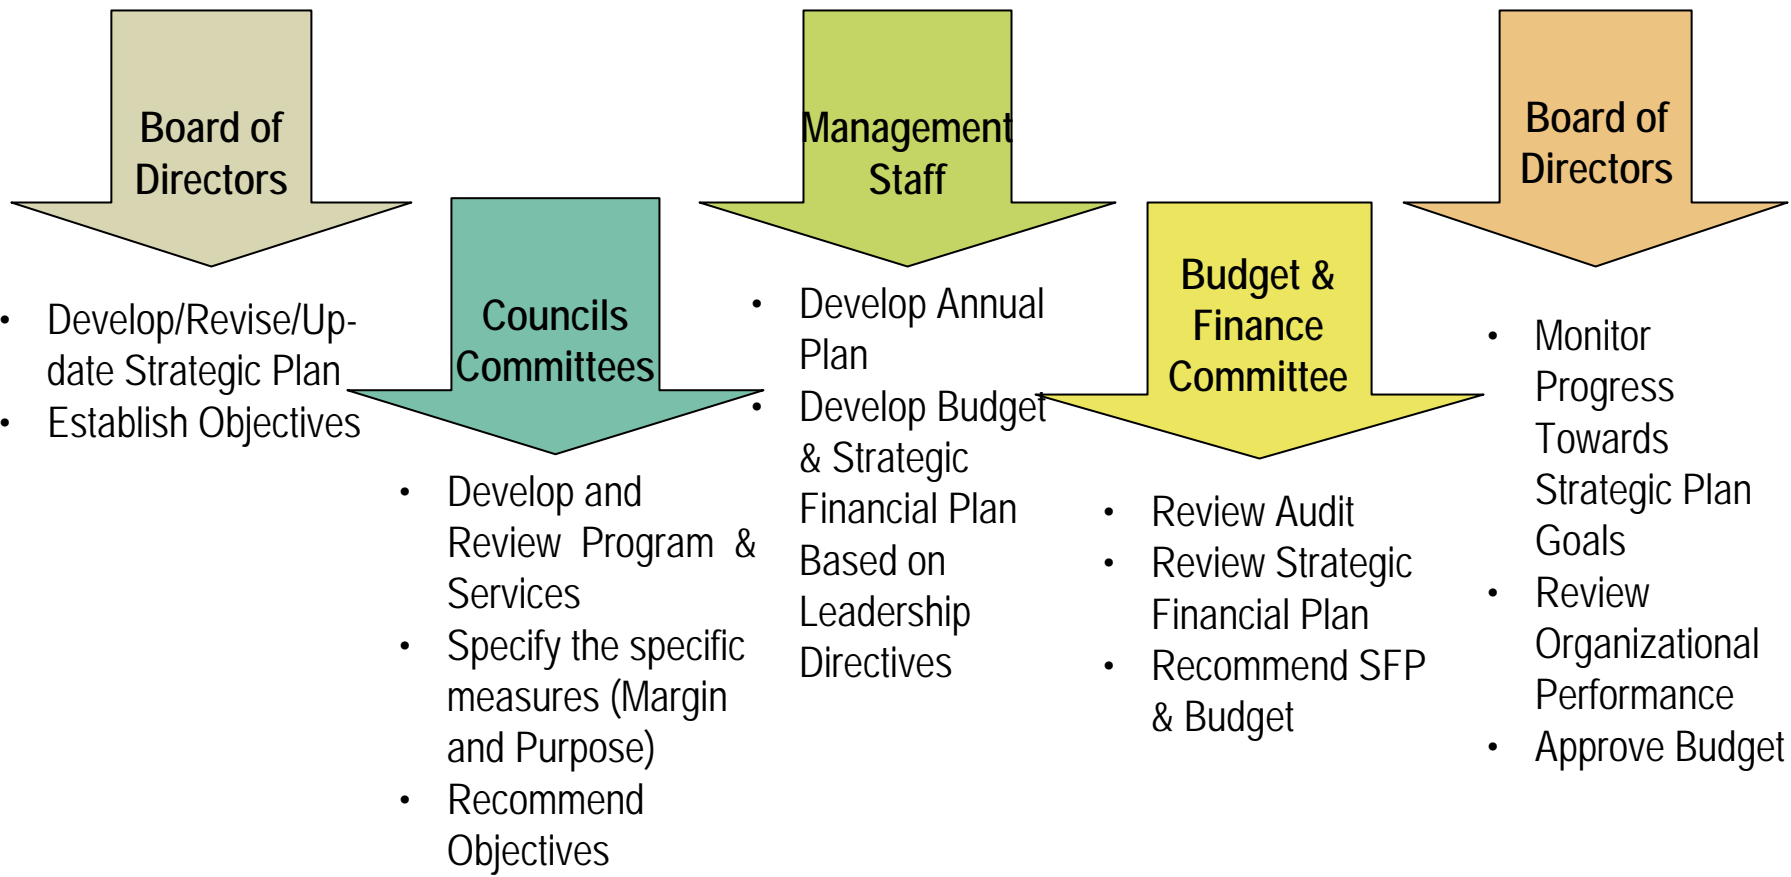 Board of
Directors
• Develop/Revise/Up-
date Strategic Plan
• Establish Objectives
Councils
Committees
• Develop and
Review Program &
Services
• Specify the specific
measures (Margin
and Purpose)
• Recommend
Objectives
Management
Staff
• Develop Annual
Plan
• Develop Budget
& Strategic
Financial Plan
Based on
Leadership
Directives
Budget &
Finance
Committee
• Review Audit
• Review Strategic
Financial Plan
• Recommend SFP
& Budget
Board of
Directors
• Monitor
Progress
Towards
Strategic Plan
Goals
• Review
Organizational
Performance
• Approve Budget